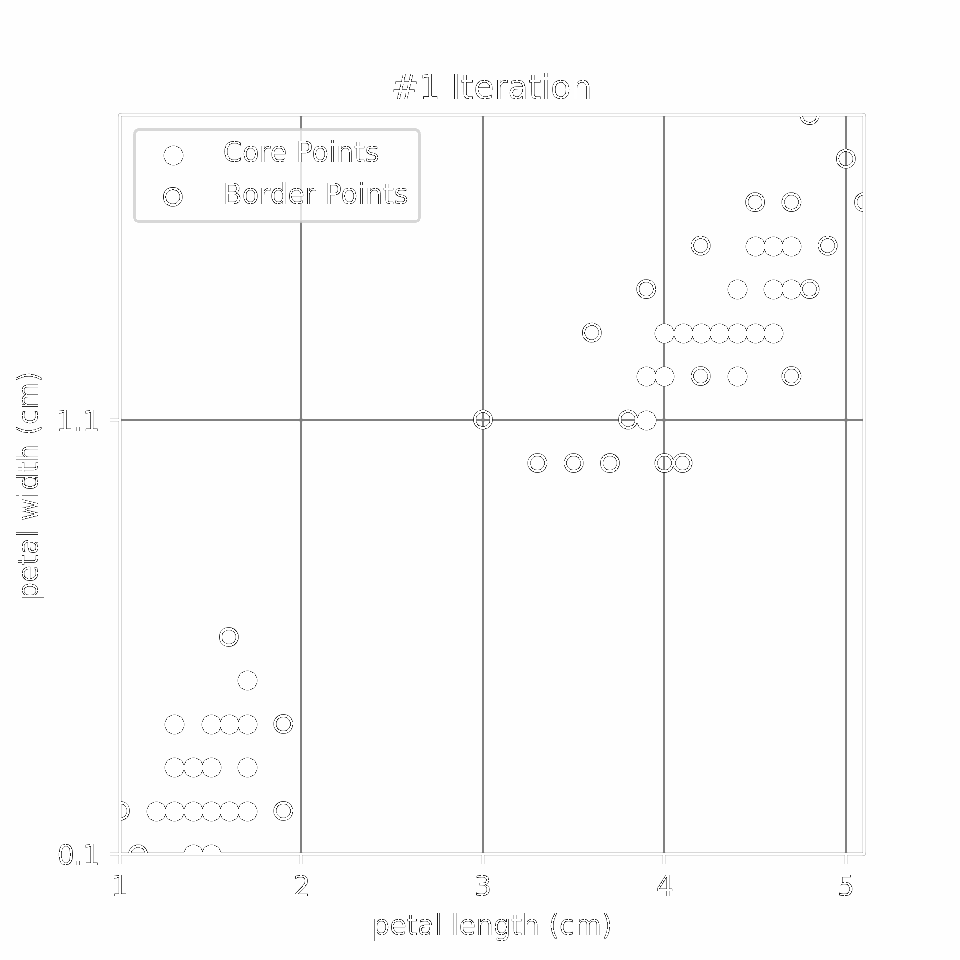 #1 Iteration
Core Points
Border Points
petal width (cm)
1.1
0.1
1 2 3 4 5
petal length (cm)